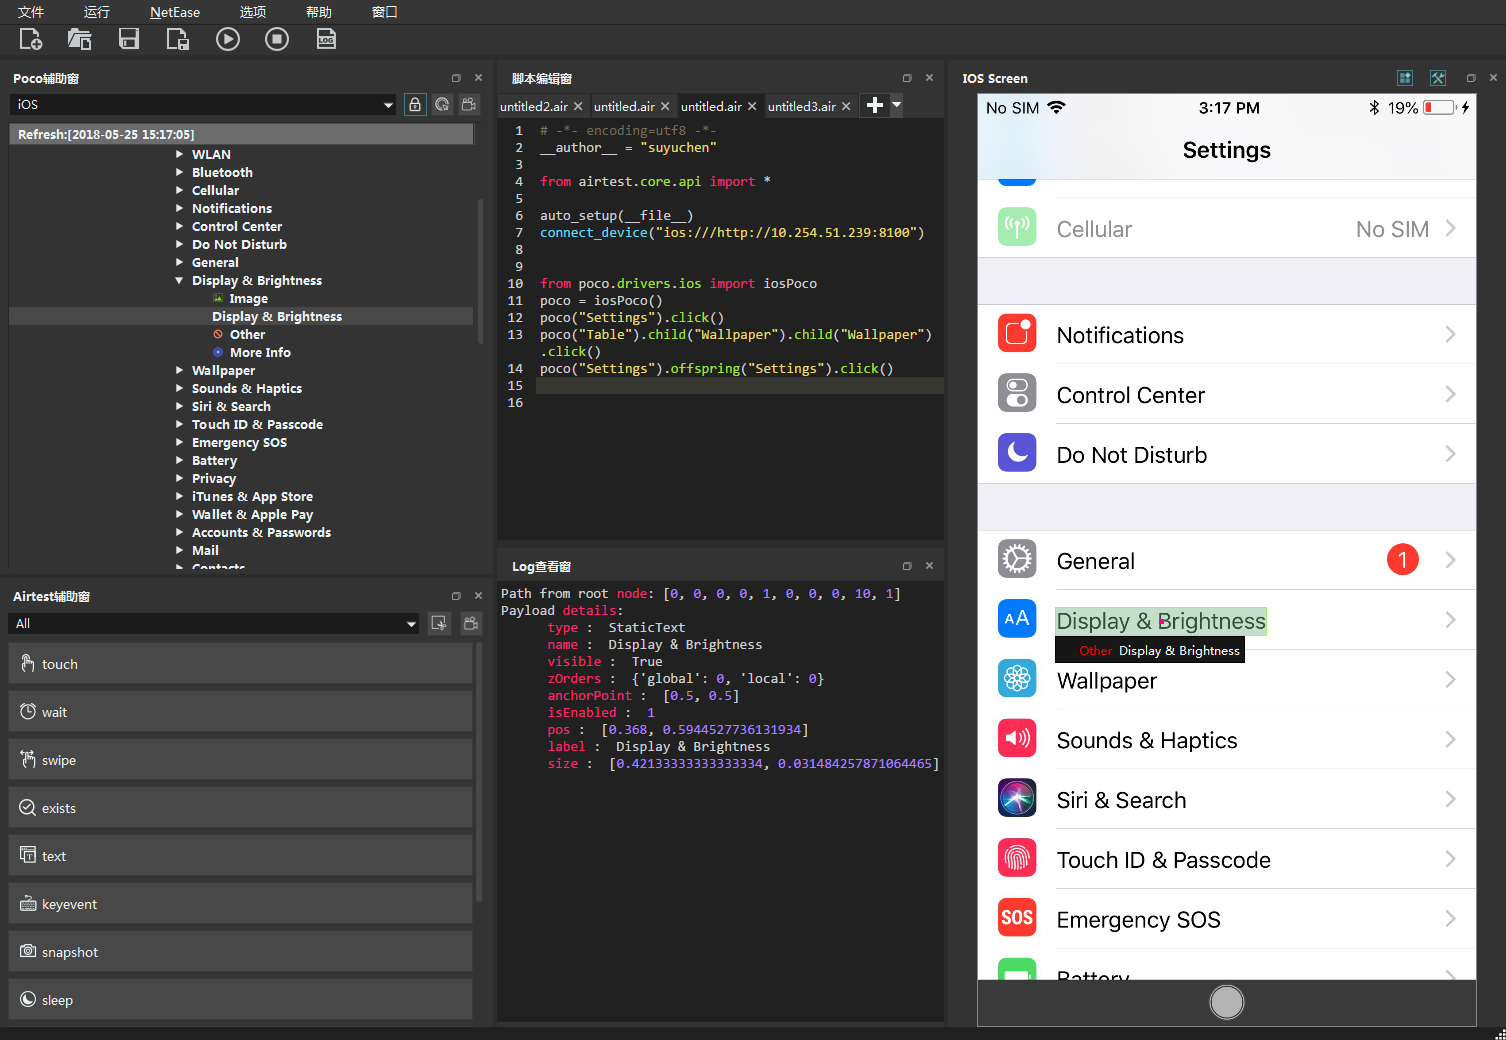 文件 运行 NetEase 选项 帮助 窗口
LOG
Poco辅助窗
iOS
Refresh:[2018-05-25 15:17:05]
WLAN
Bluetooth
Cellular
Notifications
Control Center
Do Not Disturb
General
Display & Brightness
Image
Display & Brightness
Other
More Info
Wallpaper
Sounds & Haptics
Siri & Search
Touch ID & Passcode
Emergency SOS
Battery
Privacy
iTunes & App Store
Wallet & Apple Pay
Accounts & Passwords
Mail
Contacts
Airtest辅助窗
All
touch
wait
swipe
exists
text
keyevent
snapshot
sleep
脚本编辑窗
untitled2.air untitled.air untitled.air untitled3.air
1 # -*- encoding=utf8 -*-
2 __author__ = "suyuchen"
3
4 from airtest.core.api import *
5
6 auto_setup(__file__)
7 connect_device("ios:///http://10.254.51.239:8100")
8
9
10 from poco.drivers.ios import iosPoco
11 poco = iosPoco()
12 poco("Settings").click()
13 poco("Table").child("Wallpaper").child("Wallpaper")
.click()
14 poco("Settings").offspring("Settings").click()
15
16
Log查看窗
Path from root node: [0, 0, 0, 0, 1, 0, 0, 0, 10, 1]
Payload details:
type : StaticText
name : Display & Brightness
visible : True
zOrders : {'global': 0, 'local': 0}
anchorPoint : [0.5, 0.5]
isEnabled : 1
pos : [0.368, 0.5944527736131934]
label : Display & Brightness
size : [0.42133333333333334, 0.031484257871064465]
IOS Screen
No SIM 3:17 PM 19%
Settings
Cellular No SIM
Notifications
Control Center
Do Not Disturb
General 1
AA Display & Brightness
Other Display & Brightness
Wallpaper
Sounds & Haptics
Siri & Search
Touch ID & Passcode
SOS Emergency SOS
Battery